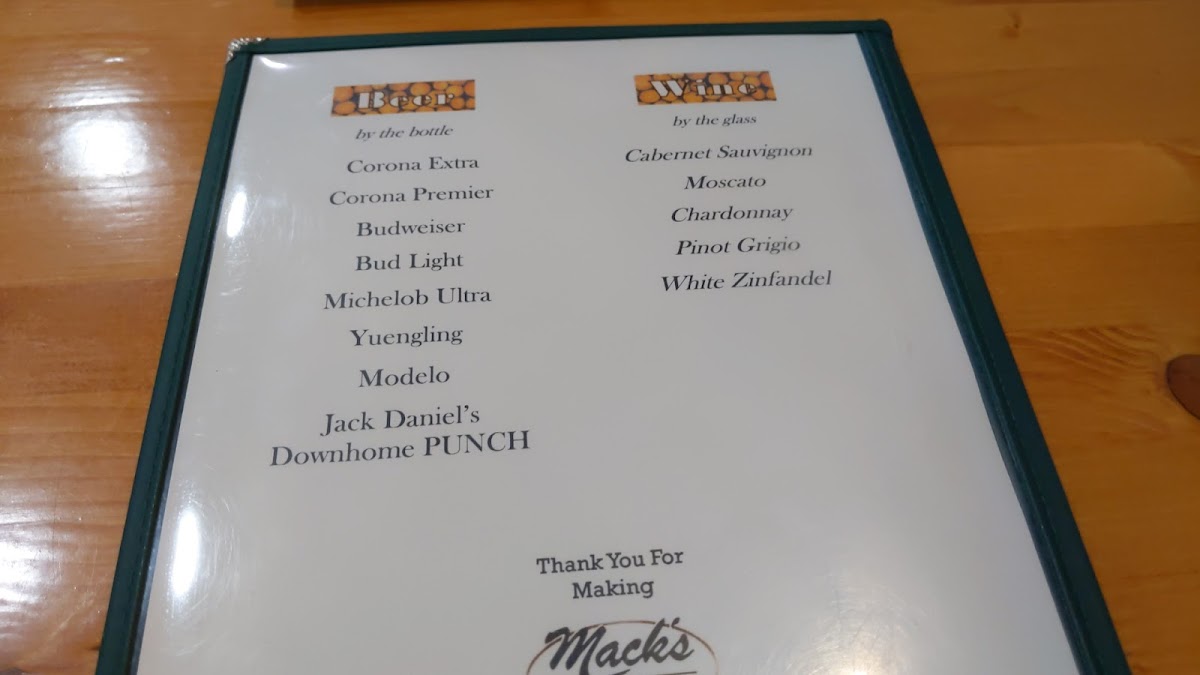 Beer
by the bottle
Corona Extra
Corona Premier
Budweiser
Bud Light
Michelob Ultra
Yuengling
Modelo
Jack Daniel's
Downhome PUNCH
Wine
by the glass
Cabernet Sauvignon
Moscato
Chardonnay
Pinot Grigio
White Zinfandel
Thank You For
Making
Mack's